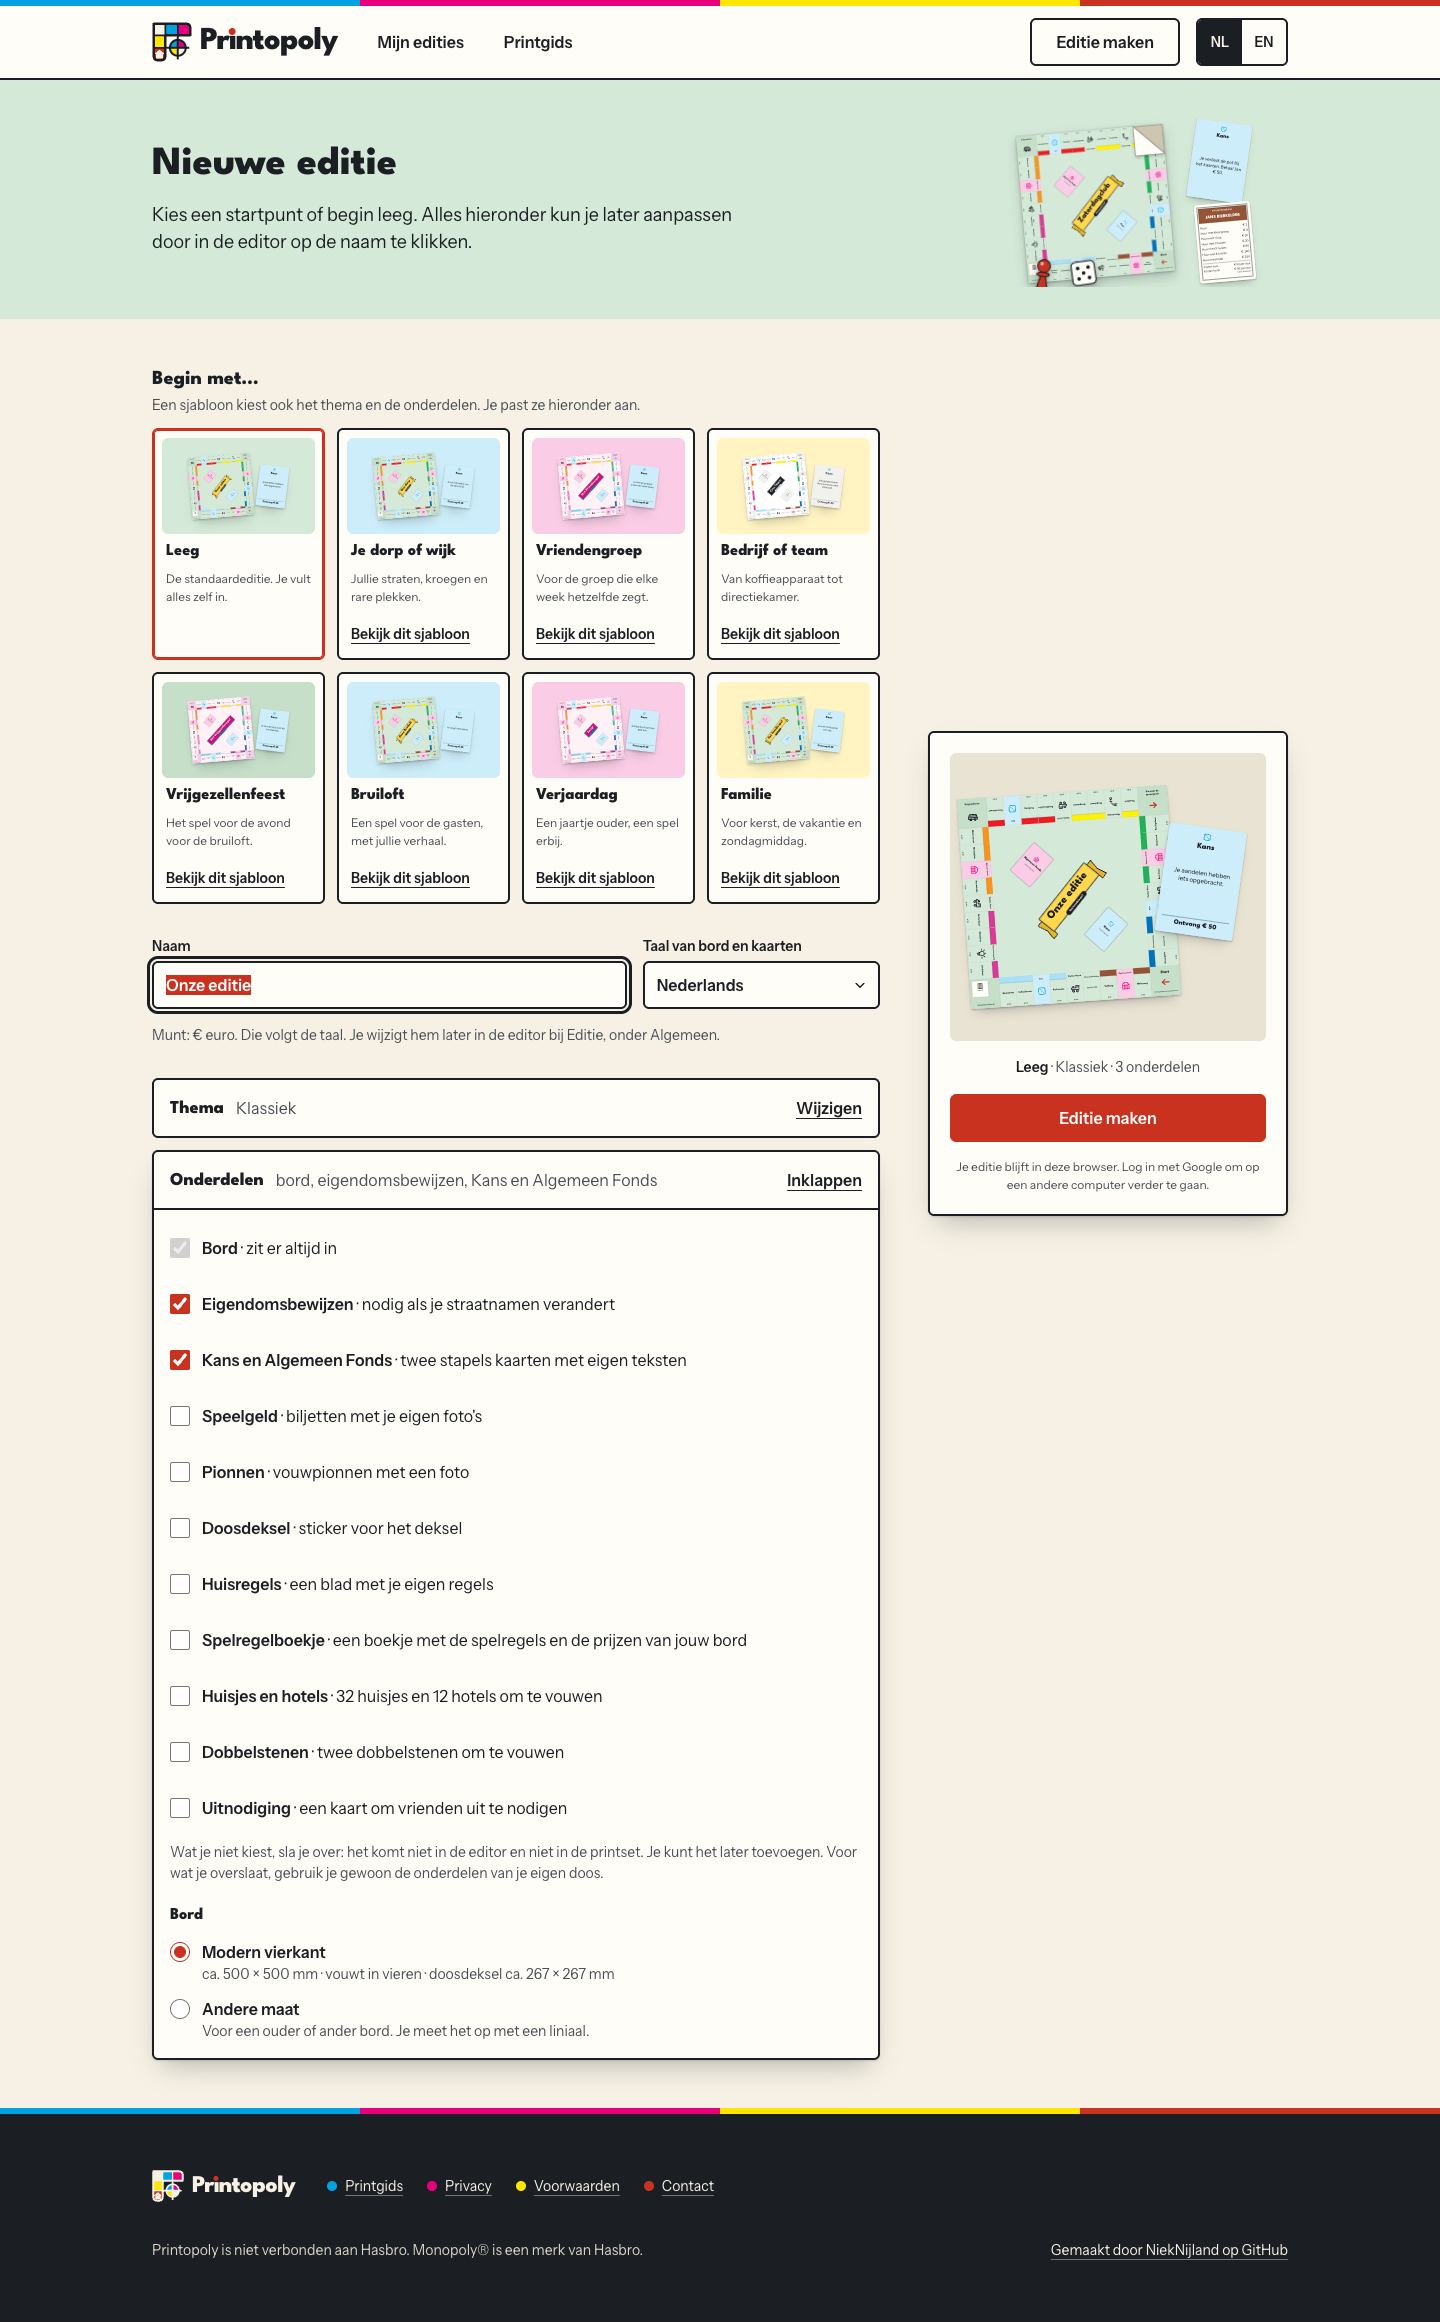 Printopoly
Mijn edities
Printgids
Editie maken
NL
EN
Nieuwe editie
Kies een startpunt of begin leeg. Alles hieronder kun je later aanpassen
door in de editor op de naam te klikken.
Zaterdagclub
Kans
Begin met...
Een sjabloon kiest ook het thema en de onderdelen. Je past ze hieronder aan.
Leeg
De standaardeditie. Je vult
alles zelf in.
Je dorp of wijk
Jullie straten, kroegen en
rare plekken.
Bekijk dit sjabloon
Vriendengroep
Voor de groep die elke
week hetzelfde zegt.
Bekijk dit sjabloon
Bedrijf of team
Van koffieapparaat tot
directiekamer.
Bekijk dit sjabloon
Vrijgezellenfeest
Het spel voor de avond
voor de bruiloft.
Bekijk dit sjabloon
Bruiloft
Een spel voor de gasten,
met jullie verhaal.
Bekijk dit sjabloon
Verjaardag
Een jaartje ouder, een spel
erbij.
Bekijk dit sjabloon
Familie
Voor kerst, de vakantie en
zondagmiddag.
Bekijk dit sjabloon
Naam
Onze editie
Taal van bord en kaarten
Nederlands
Munt: € euro. Die volgt de taal. Je wijzigt hem later in de editor bij Editie, onder Algemeen.
Thema Klassiek
Wijzigen
Onderdelen bord, eigendomsbewijzen, Kans en Algemeen Fonds
Inklappen
Bord · zit er altijd in
Eigendomsbewijzen · nodig als je straatnamen verandert
Kans en Algemeen Fonds · twee stapels kaarten met eigen teksten
Speelgeld · biljetten met je eigen foto's
Pionnen · vouwpionnen met een foto
Doosdeksel · sticker voor het deksel
Huisregels · een blad met je eigen regels
Spelregelboekje · een boekje met de spelregels en de prijzen van jouw bord
Huisjes en hotels · 32 huisjes en 12 hotels om te vouwen
Dobbelstenen · twee dobbelstenen om te vouwen
Uitnodiging · een kaart om vrienden uit te nodigen
Wat je niet kiest, sla je over: het komt niet in de editor en niet in de printset. Je kunt het later toevoegen. Voor
wat je overslaat, gebruik je gewoon de onderdelen van je eigen doos.
Bord
Modern vierkant
ca. 500 × 500 mm · vouwt in vieren · doosdeksel ca. 267 × 267 mm
Andere maat
Voor een ouder of ander bord. Je meet het op met een liniaal.
Onze editie
Start
Kans
Je aandelen hebben
iets opgebracht.
Ontvang € 50
Leeg · Klassiek · 3 onderdelen
Editie maken
Je editie blijft in deze browser. Log in met Google om op
een andere computer verder te gaan.
Printopoly
Printgids
Privacy
Voorwaarden
Contact
Printopoly is niet verbonden aan Hasbro. Monopoly® is een merk van Hasbro.
Gemaakt door NiekNijland op GitHub